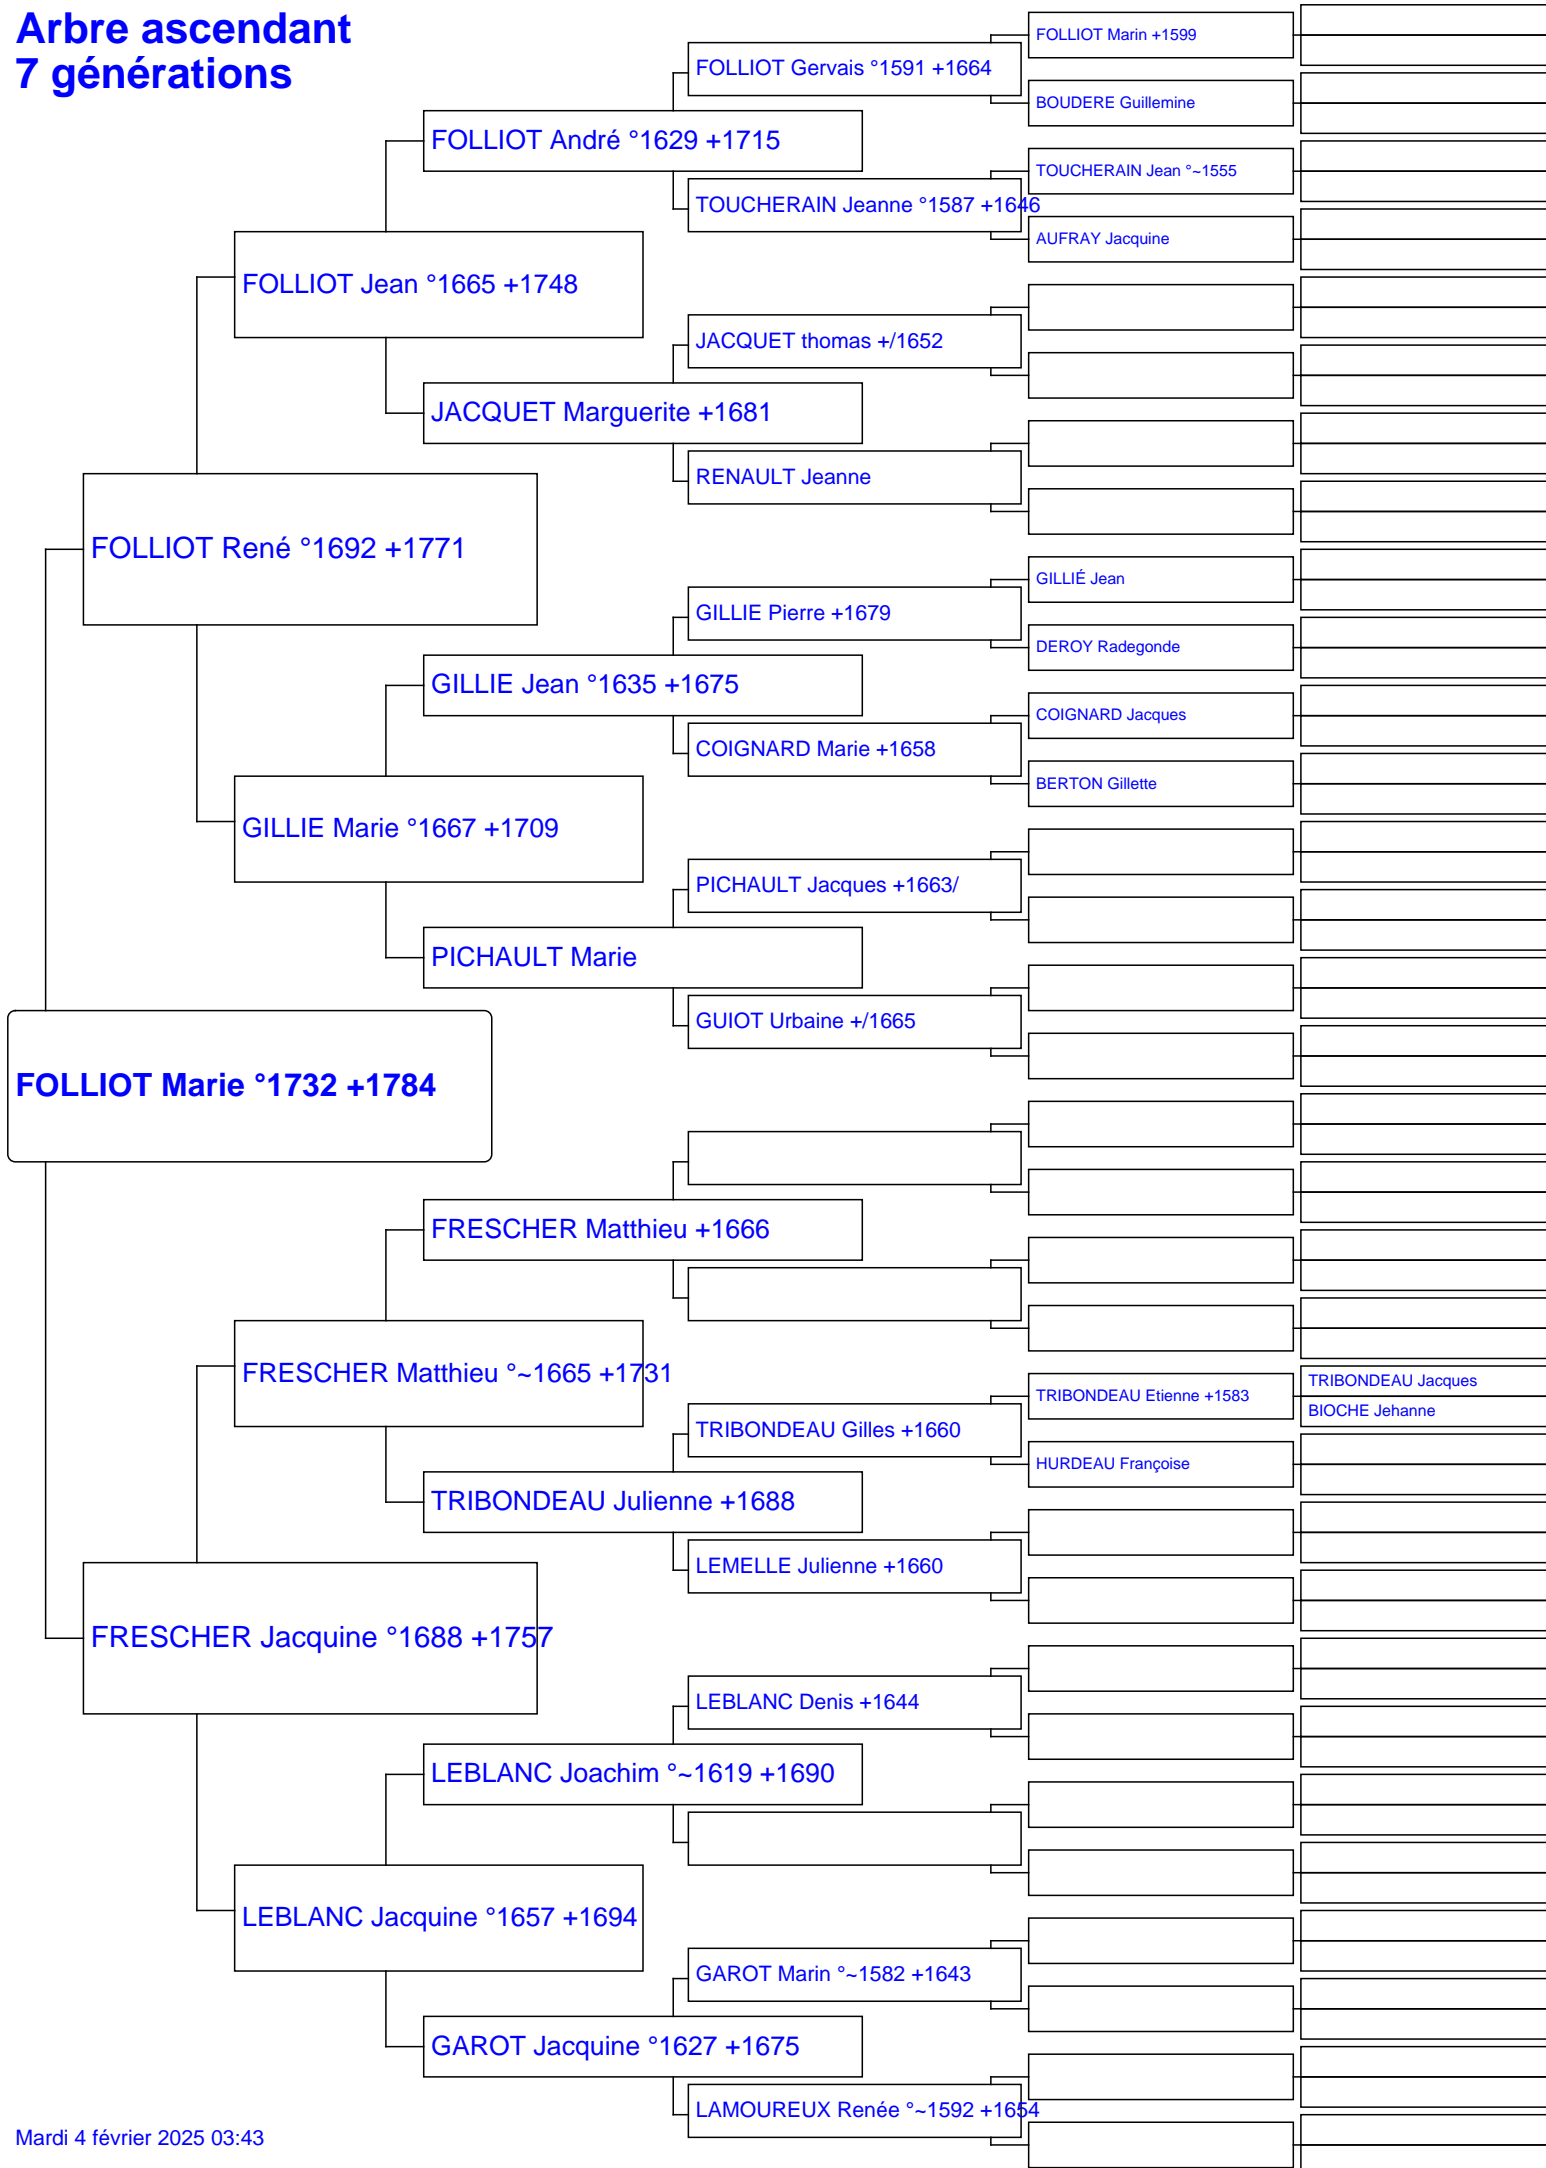 Arbre ascendant
7 générations
FOLLIOT Marin +1599
FOLLIOT Gervais °1591 +1664
BOUDERE Guillemine
FOLLIOT André °1629 +1715
TOUCHERAIN Jean °~1555
TOUCHERAIN Jeanne °1587 +1646
AUFRAY Jacquine
FOLLIOT Jean °1665 +1748
JACQUET thomas +/1652
JACQUET Marguerite +1681
RENAULT Jeanne
FOLLIOT René °1692 +1771
GILLIÉ Jean
GILLIE Pierre +1679
DEROY Radegonde
GILLIE Jean °1635 +1675
COIGNARD Jacques
COIGNARD Marie +1658
BERTON Gillette
GILLIE Marie °1667 +1709
PICHAULT Jacques +1663/
PICHAULT Marie
GUIOT Urbaine +/1665
FOLLIOT Marie °1732 +1784
FRESCHER Matthieu +1666
FRESCHER Matthieu °~1665 +1731
TRIBONDEAU Jacques
TRIBONDEAU Etienne +1583
BIOCHE Jehanne
TRIBONDEAU Gilles +1660
HURDEAU Françoise
TRIBONDEAU Julienne +1688
LEMELLE Julienne +1660
FRESCHER Jacquine °1688 +1757
LEBLANC Denis +1644
LEBLANC Joachim °~1619 +1690
LEBLANC Jacquine °1657 +1694
GAROT Marin °~1582 +1643
GAROT Jacquine °1627 +1675
LAMOUREUX Renée °~1592 +1654
Mardi 4 février 2025 03:43